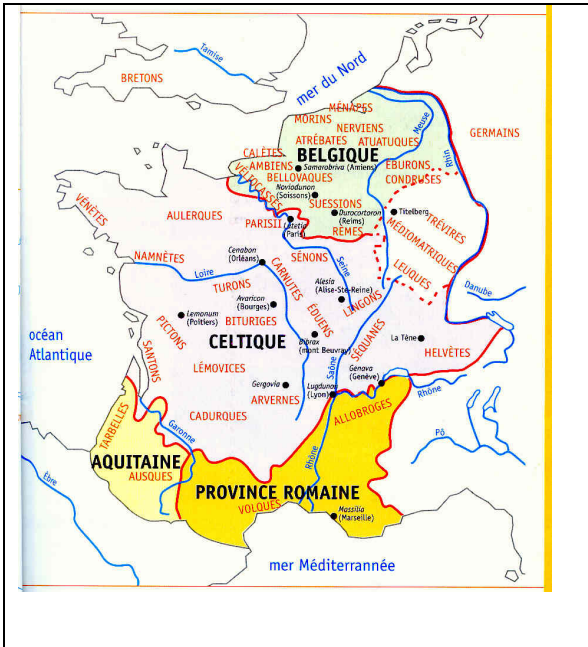 Tamise
BRETONS
mer du Nord
MÉNAPES
MORINS
NERVIENS
Meuse
GERMAINS
ATRÉBATES
ATUATUQUES
CALÈTES
BELGIQUE
Rhin
AMBIENS
Samarobriva (Amiens)
ÉBURONS
VÉLIOCASSES
BELLOVAQUES
CONDRUSES
Noviodunon
(Soissons)
SUESSIONS
VÉNÈTES
AULERQUES
PARISII
Lutetia
(Paris)
Durocortoron
(Reims)
Titelberg
TRÉVIRES
RÈMES
MÉDIOMATRIQUES
NAMNÈTES
Cenabon
(Orléans)
SÉNONS
LEUQUES
Loire
CARNUTES
Seine
TURONS
Alesia
(Alise-Ste-Reine)
Danube
Avaricon
(Bourges)
LINGONS
Lemonum
(Poitiers)
PICTONS
BITURIGES
ÉDUENS
océan
Atlantique
CELTIQUE
Bibrax
(mont Beuvray)
SÉQUANES
La Tène
HELVÈTES
SANTONS
LÉMOVICES
Saône
Genava
(Genève)
Gergovia
Lugdunos
(Lyon)
Rhône
ARVERNES
CADURQUES
ALLOBROGES
TARBELLES
Garonne
Pô
AQUITAINE
AUSQUES
Rhône
Èbre
PROVINCE ROMAINE
VOLQUES
Massilia
(Marseille)
mer Méditerrannée